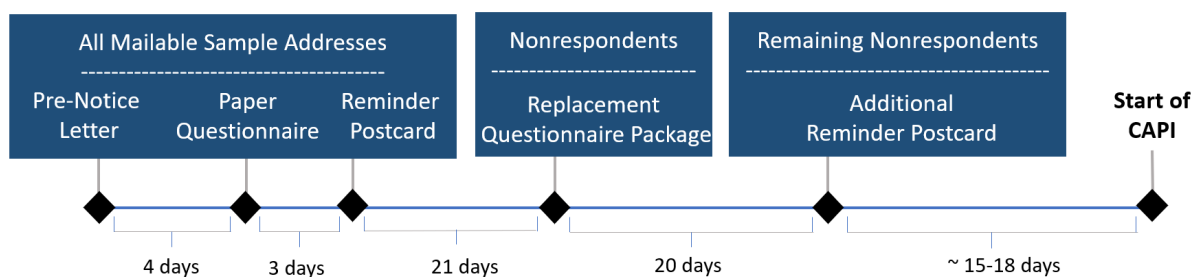 All Mailable Sample Addresses
------------------------------------------
Pre-Notice
Letter
Paper
Questionnaire
Reminder
Postcard
Nonrespondents
----------------------------
Replacement
Questionnaire Package
Remaining Nonrespondents
---------------------------------------
Additional
Reminder Postcard
Start of
CAPI
4 days
3 days
21 days
20 days
~ 15-18 days